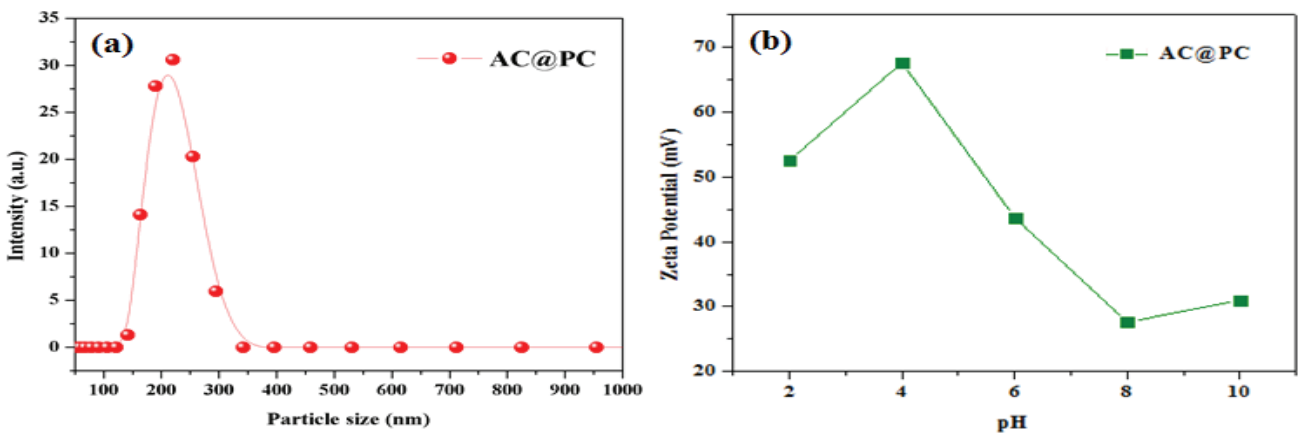 (a)
AC@PC
Intensity (a.u.)
35
30
25
20
15
10
5
0
100 200 300 400 500 600 700 800 900 1000
Particle size (nm)
(b)
AC@PC
Zeta Potential (mV)
70
60
50
40
30
20
2 4 6 8 10
pH